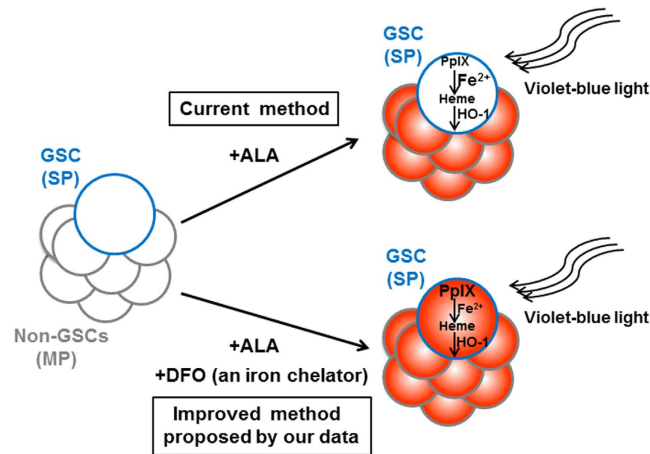 GSC
(SP)
PpIX
Fe2+
Heme
HO-1
Violet-blue light
Current method
+ALA
GSC
(SP)
Non-GSCs
(MP)
GSC
(SP)
PpIX
Fe2+
Heme
HO-1
Violet-blue light
+ALA
+DFO (an iron chelator)
Improved method
proposed by our data